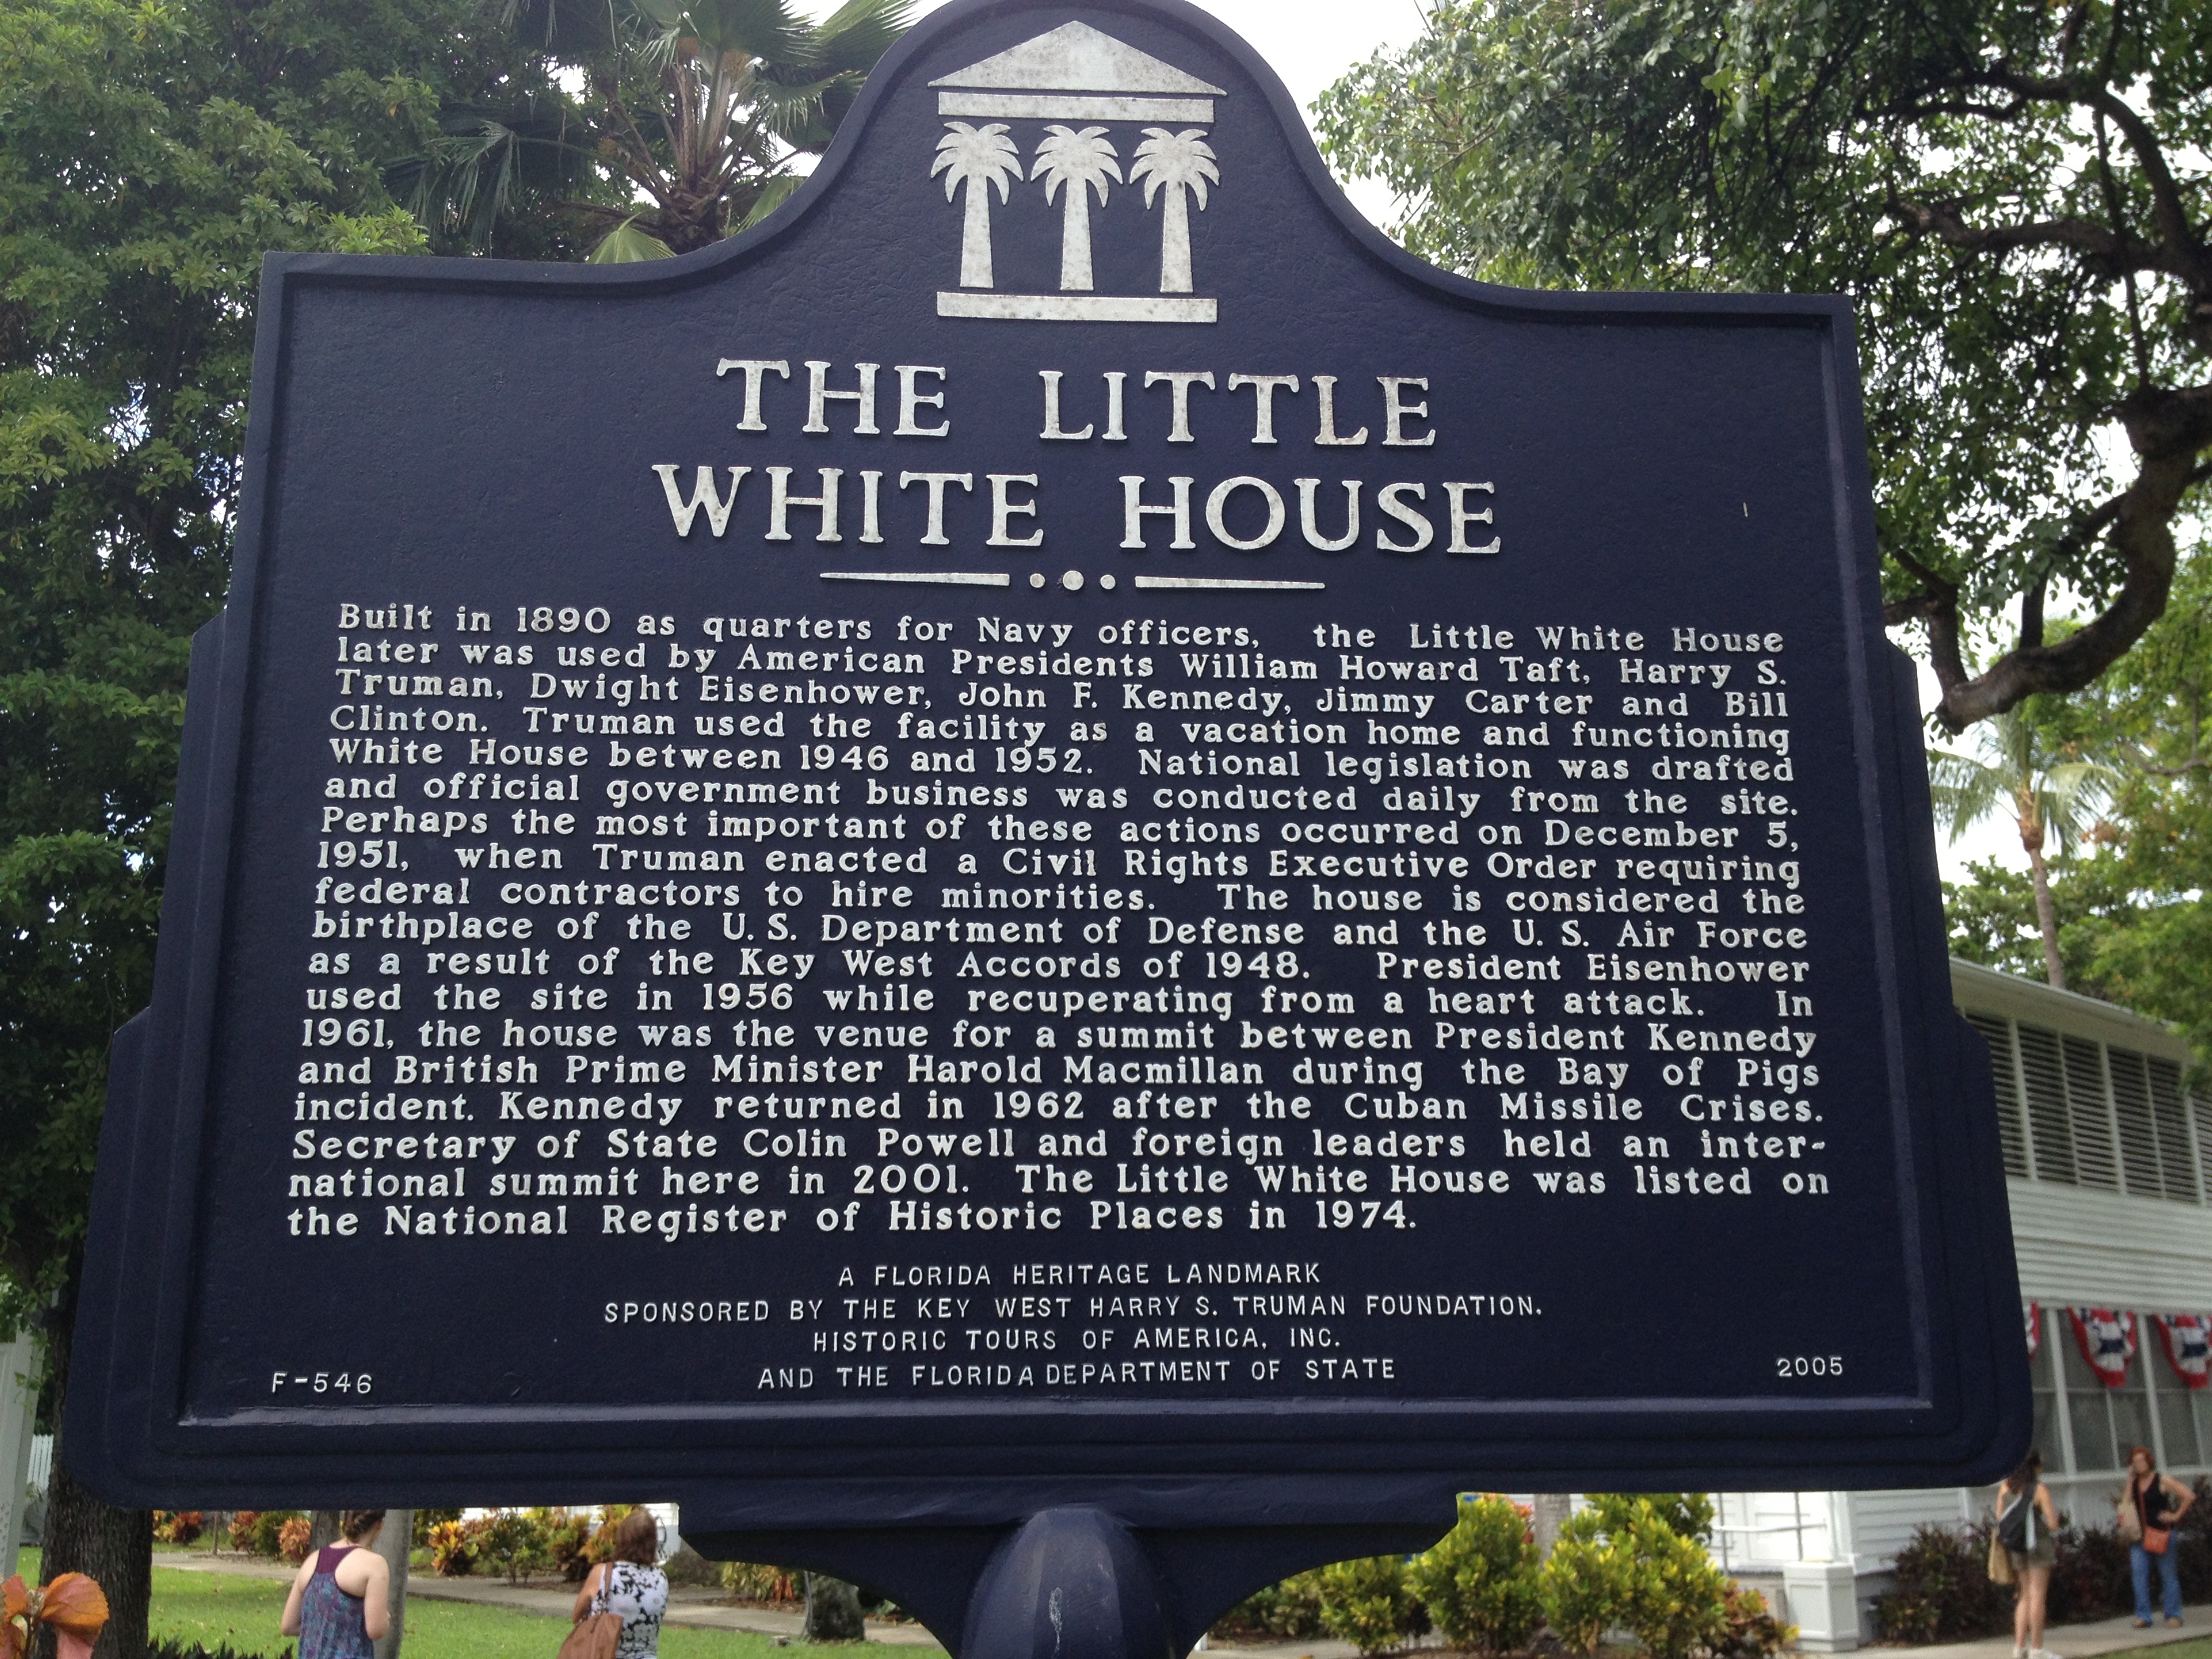 THE LITTLE
WHITE HOUSE
Built in 1890 as quarters for Navy officers, the Little White House
later was used by American Presidents William Howard Taft, Harry S.
Truman, Dwight Eisenhower, John F. Kennedy, Jimmy Carter and Bill
Clinton. Truman used the facility as a vacation home and functioning
White House between 1946 and 1952. National legislation was drafted
and official government business was conducted daily from the site.
Perhaps the most important of these actions occurred on December 5,
1951, when Truman enacted a Civil Rights Executive Order requiring
federal contractors to hire minorities. The house is considered the
birthplace of the U. S. Department of Defense and the U. S. Air Force
as a result of the Key West Accords of 1948. President Eisenhower
used the site in 1956 while recuperating from a heart attack. In
1961, the house was the venue for a summit between President Kennedy
and British Prime Minister Harold Macmillan during the Bay of Pigs
incident. Kennedy returned in 1962 after the Cuban Missile Crises.
Secretary of State Colin Powell and foreign leaders held an inter-
national summit here in 2001. The Little White House was listed on
the National Register of Historic Places in 1974.
A FLORIDA HERITAGE LANDMARK
SPONSORED BY THE KEY WEST HARRY S. TRUMAN FOUNDATION.
HISTORIC TOURS OF AMERICA, INC.
AND THE FLORIDA DEPARTMENT OF STATE
F-546
2005